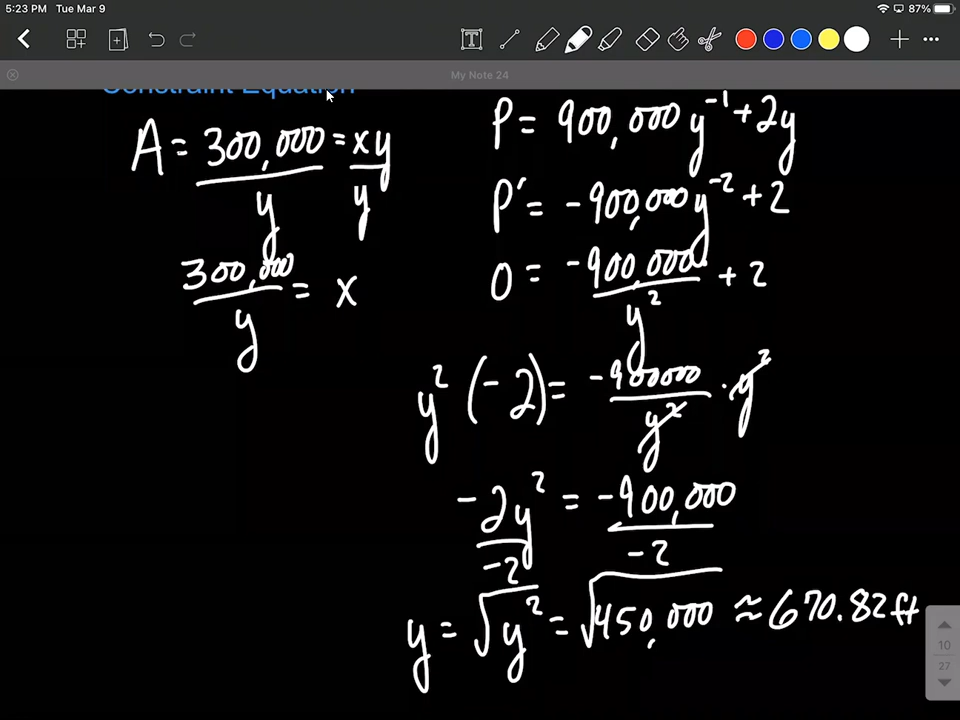 5:23 PM Tue Mar 9
87%
My Note 24
Constraint Equation
A = 300,000/y = xy/y
300,000/y = x
P = 900,000y⁻¹ + 2y
P' = -900,000y⁻² + 2
0 = -900,000/y² + 2
y²(-2) = -900000/y² · y²
-2y²/-2 = -900,000/-2
y = √y² = √450,000 ≈ 670.82 ft
10
27